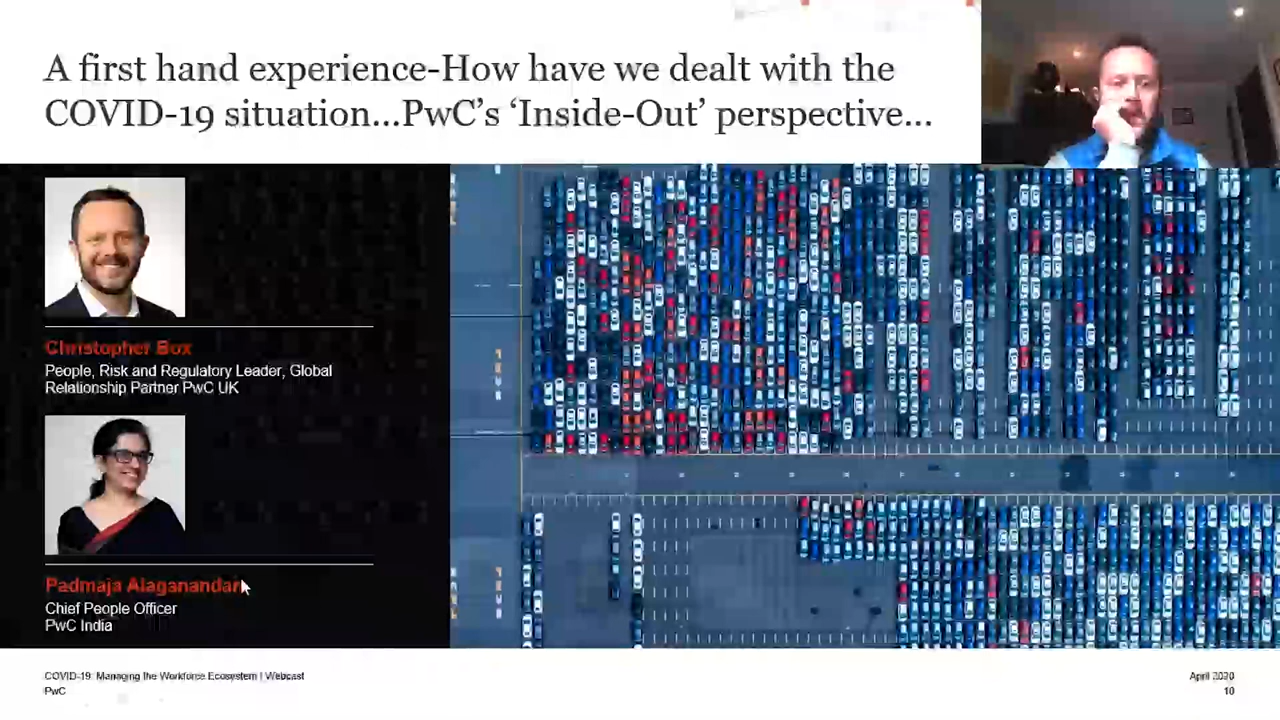 A first hand experience-How have we dealt with the
COVID-19 situation...PwC's 'Inside-Out' perspective...
Christopher Box
People, Risk and Regulatory Leader, Global
Relationship Partner PwC UK
Padmaja Alaganandan
Chief People Officer
PwC India
COVID-19: Managing the Workforce Ecosystem | Webcast
PwC
April 2020
10